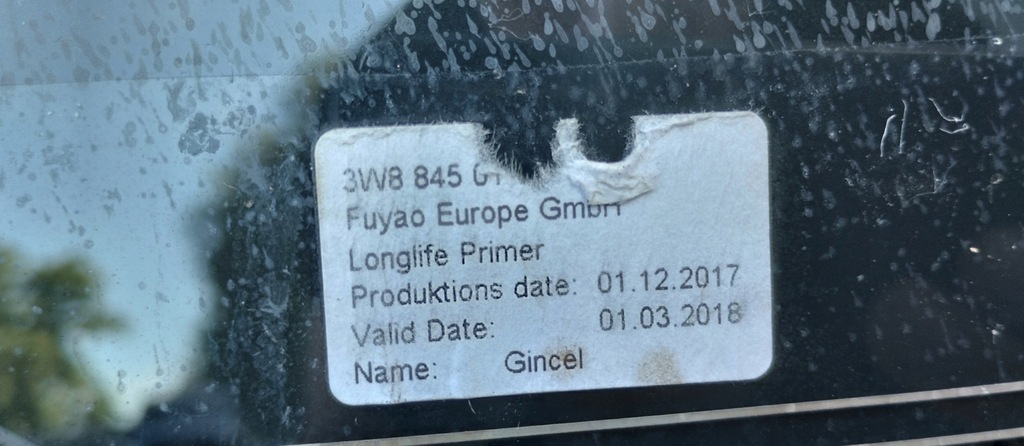 3W8 845 01
Fuyao Europe GmbH
Longlife Primer
Produktions date: 01.12.2017
Valid Date: 01.03.2018
Name: Gincel